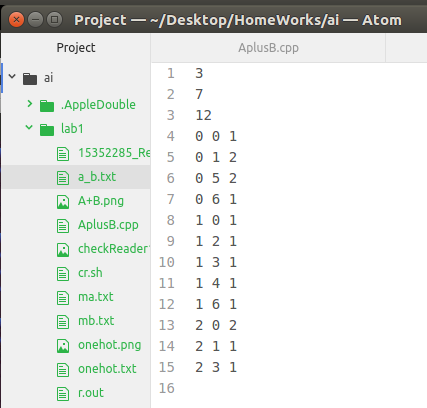 Project — ~/Desktop/HomeWorks/ai — Atom
Project
AplusB.cpp
ai
.AppleDouble
lab1
15352285_Re
a_b.txt
A+B.png
AplusB.cpp
checkReader
cr.sh
ma.txt
mb.txt
onehot.png
onehot.txt
r.out
1 3
2 7
3 12
4 0 0 1
5 0 1 2
6 0 5 2
7 0 6 1
8 1 0 1
9 1 2 1
10 1 3 1
11 1 4 1
12 1 6 1
13 2 0 2
14 2 1 1
15 2 3 1
16